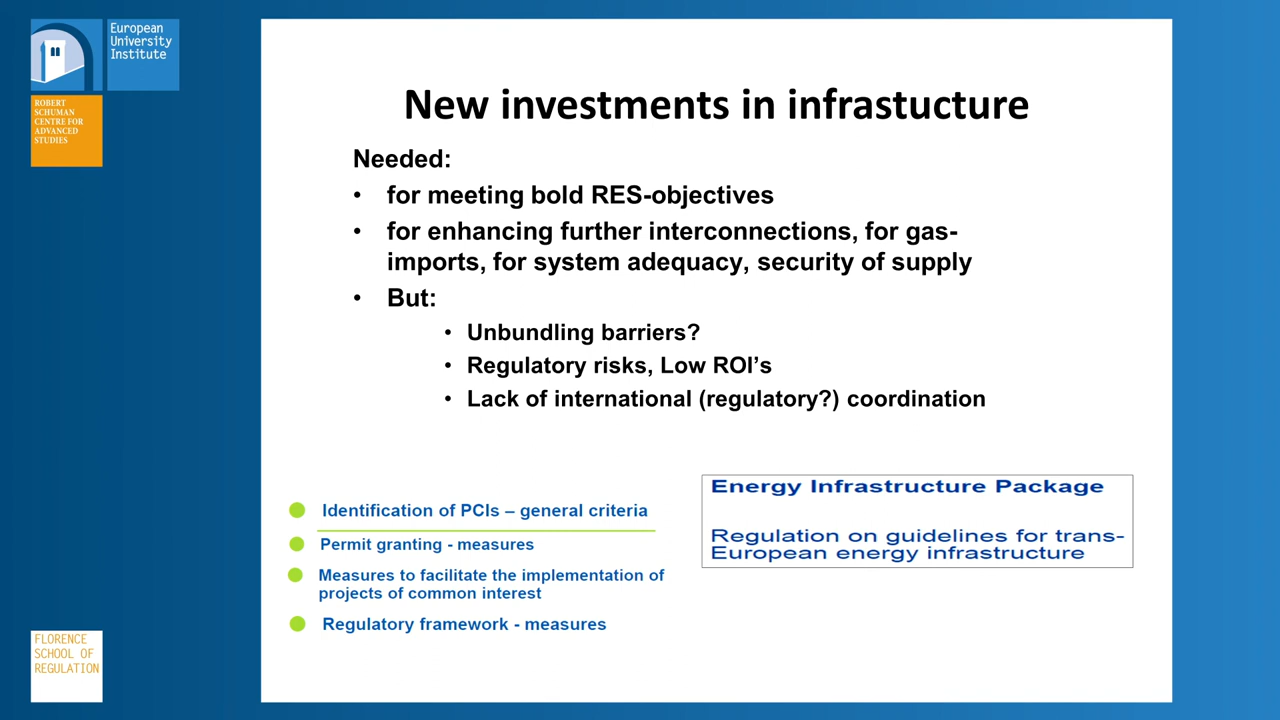 European
University
Institute
ROBERT
SCHUMAN
CENTRE FOR
ADVANCED
STUDIES
New investments in infrastucture
Needed:
• for meeting bold RES-objectives
• for enhancing further interconnections, for gas-
imports, for system adequacy, security of supply
• But:
• Unbundling barriers?
• Regulatory risks, Low ROI’s
• Lack of international (regulatory?) coordination
Identification of PCIs – general criteria
Permit granting - measures
Measures to facilitate the implementation of
projects of common interest
Regulatory framework - measures
Energy Infrastructure Package
Regulation on guidelines for trans-
European energy infrastructure
FLORENCE
SCHOOL OF
REGULATION